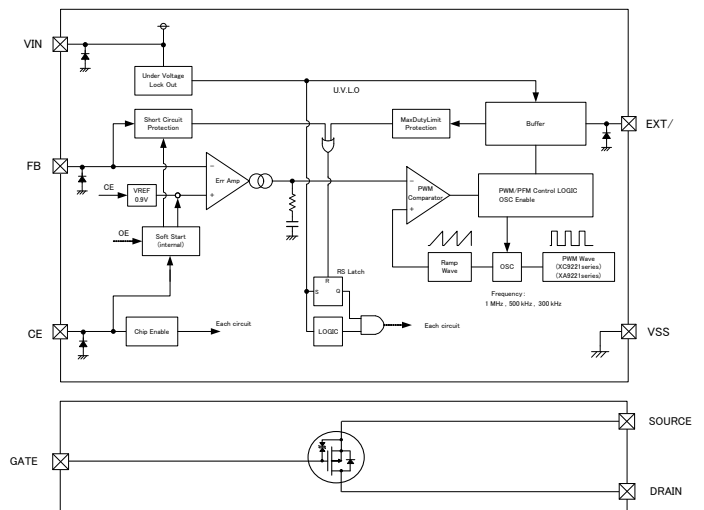 VIN
Under Voltage
Lock Out
U.V.L.O
Short Circuit
Protection
MaxDutyLimit
Protection
Buffer
EXT/
FB
CE
VREF
0.9V
−
+
Err Amp
−
+
PWM
Comparator
PWM/PFM Control LOGIC
OSC Enable
OE
Soft Start
(internal)
Ramp
Wave
OSC
PWM Wave
(XC9221series)
(XA9221series)
RS Latch
R
S
Q
Frequency:
1 MHz , 500 kHz , 300 kHz
CE
Chip Enable
Each circuit
LOGIC
Each circuit
VSS
SOURCE
GATE
DRAIN